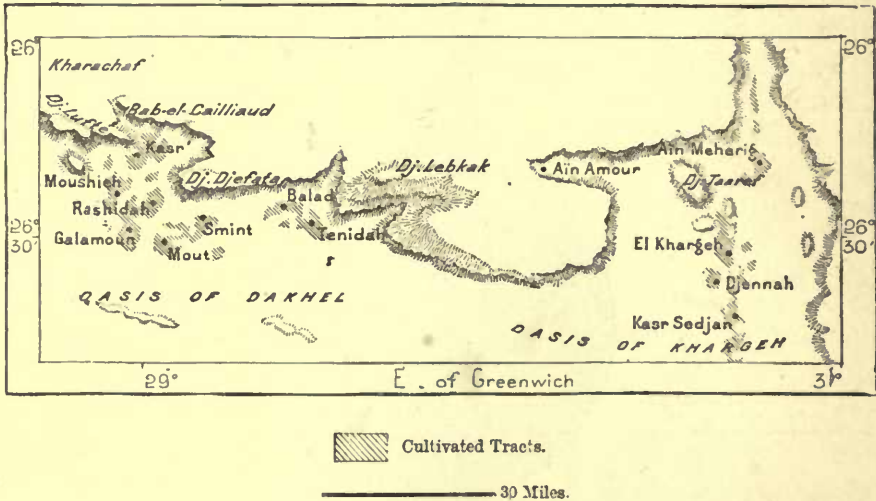 26° 26°
Kharachaf
Dj. Luftel Bab-el-Cailliaud
Kasr
Aïn Meharig
Dj. Lebkak
Aïn Amour
Moushieh
Dj. Djefata
Dj. Taaref
Balad
Rashidah
Smint
Tenidah
Galamoun
Mout
26° 30' 26° 30'
El Khargeh
Djennah
OASIS OF DAKHEL
Kasr Sedjan
OASIS OF KHARGEH
29° E. of Greenwich 31°
Cultivated Tracts.
30 Miles.